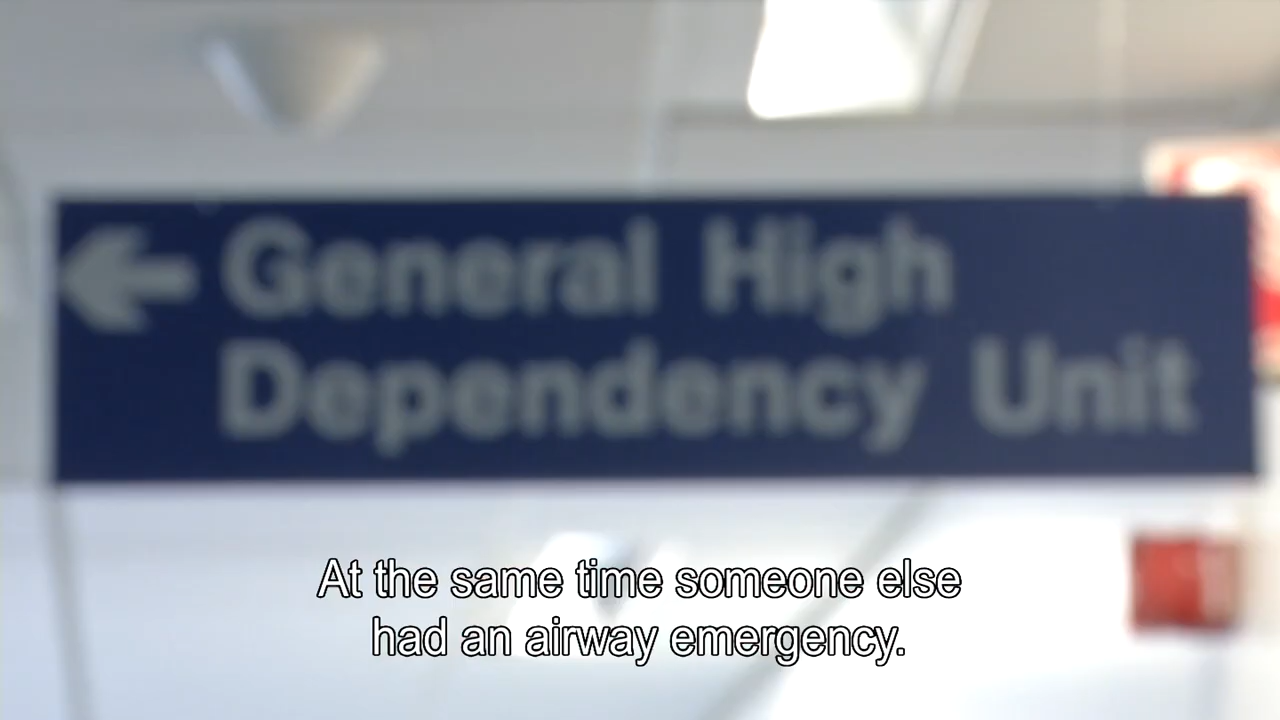 General High
Dependency Unit
At the same time someone else
had an airway emergency.